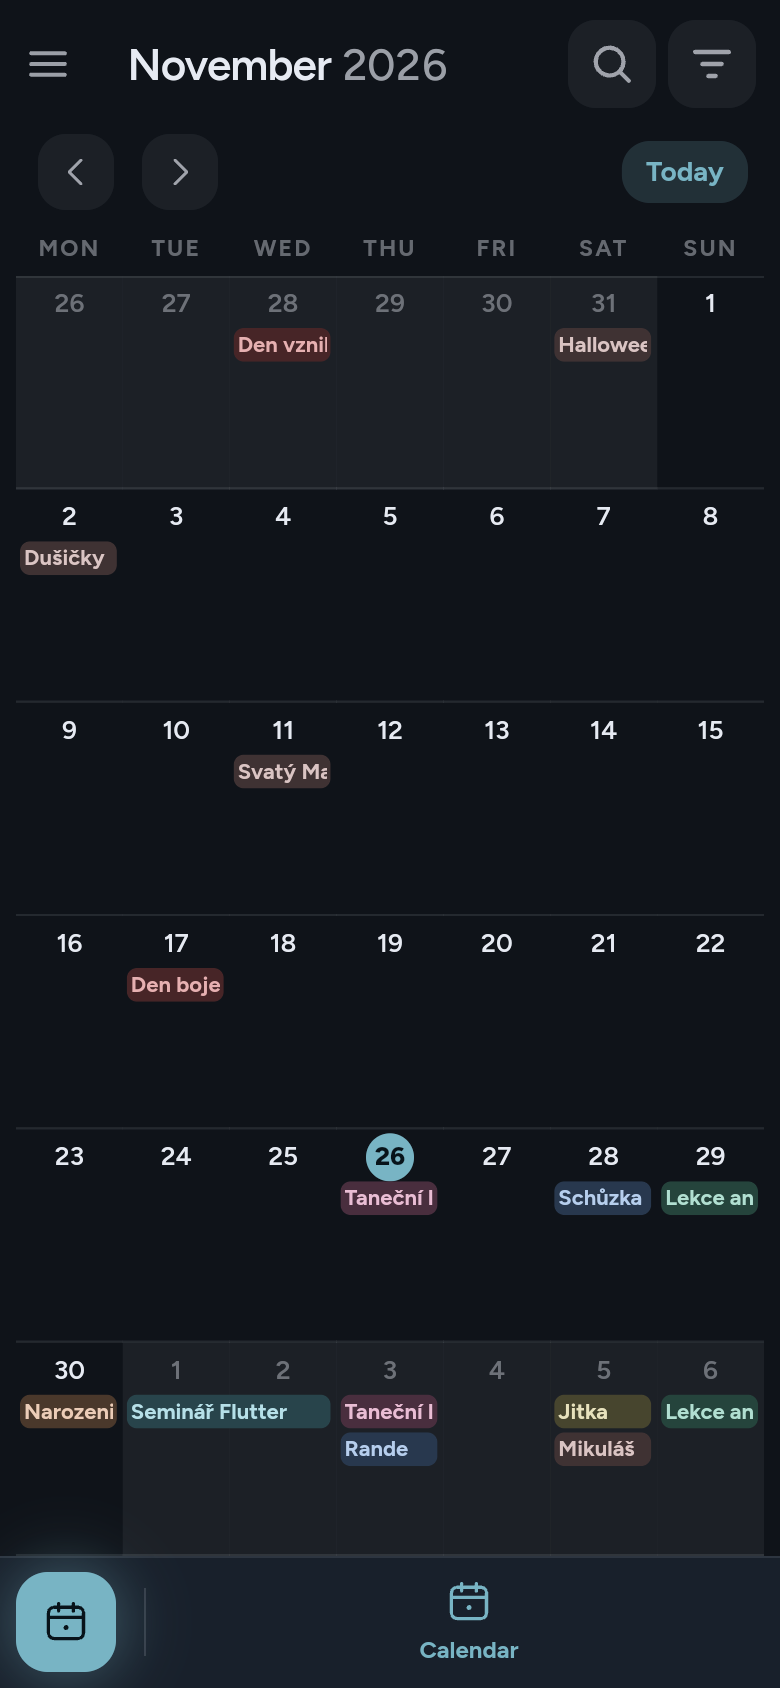 November 2026
Today
MON TUE WED THU FRI SAT SUN
26 27 28 29 30 31 1
Den vznil Hallowee
2 3 4 5 6 7 8
Dušičky
9 10 11 12 13 14 15
Svatý Ma
16 17 18 19 20 21 22
Den boje
23 24 25 26 27 28 29
Taneční l Schůzka Lekce an
30 1 2 3 4 5 6
Narozeni Seminář Flutter Taneční l Jitka Lekce an
Rande Mikuláš
Calendar